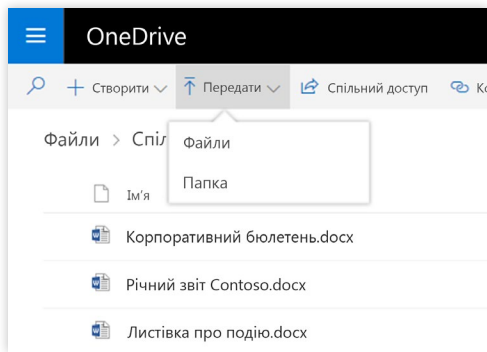 OneDrive
Створити Передати Спільний доступ
Файли > Спіл
Файли
Папка
Ім'я
Корпоративний бюлетень.docx
Річний звіт Contoso.docx
Листівка про подію.docx